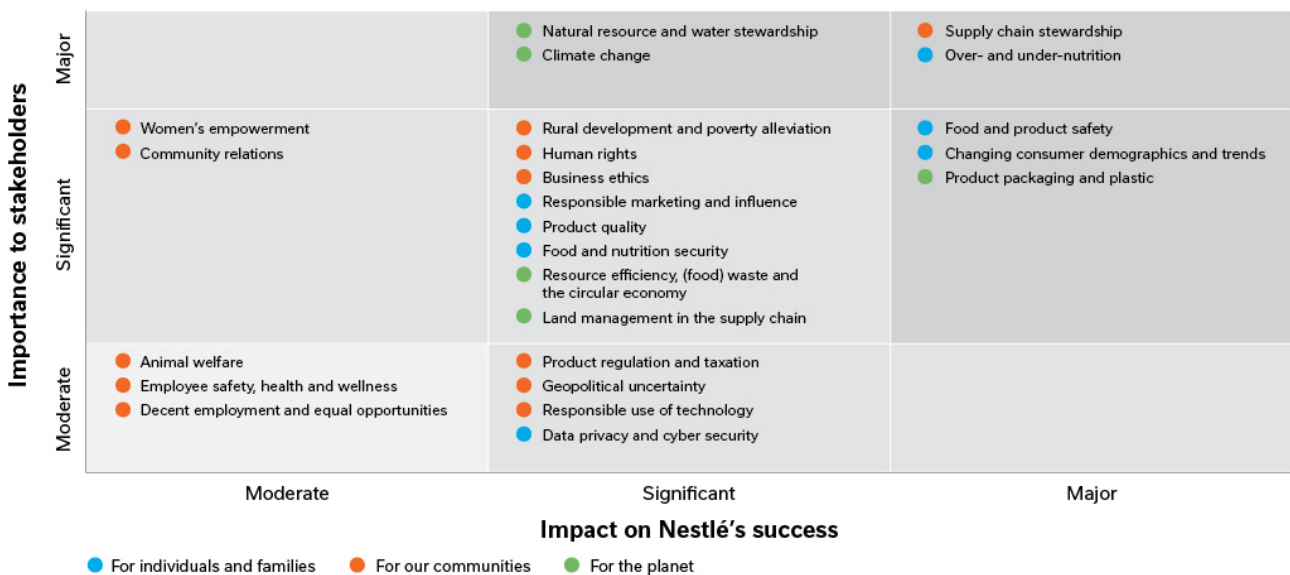 Importance to stakeholders
Major
Natural resource and water stewardship
Climate change
Supply chain stewardship
Over- and under-nutrition
Significant
Women's empowerment
Community relations
Rural development and poverty alleviation
Human rights
Business ethics
Responsible marketing and influence
Product quality
Food and nutrition security
Resource efficiency, (food) waste and
the circular economy
Land management in the supply chain
Food and product safety
Changing consumer demographics and trends
Product packaging and plastic
Moderate
Animal welfare
Employee safety, health and wellness
Decent employment and equal opportunities
Product regulation and taxation
Geopolitical uncertainty
Responsible use of technology
Data privacy and cyber security
Moderate
Significant
Major
Impact on Nestlé's success
For individuals and families
For our communities
For the planet